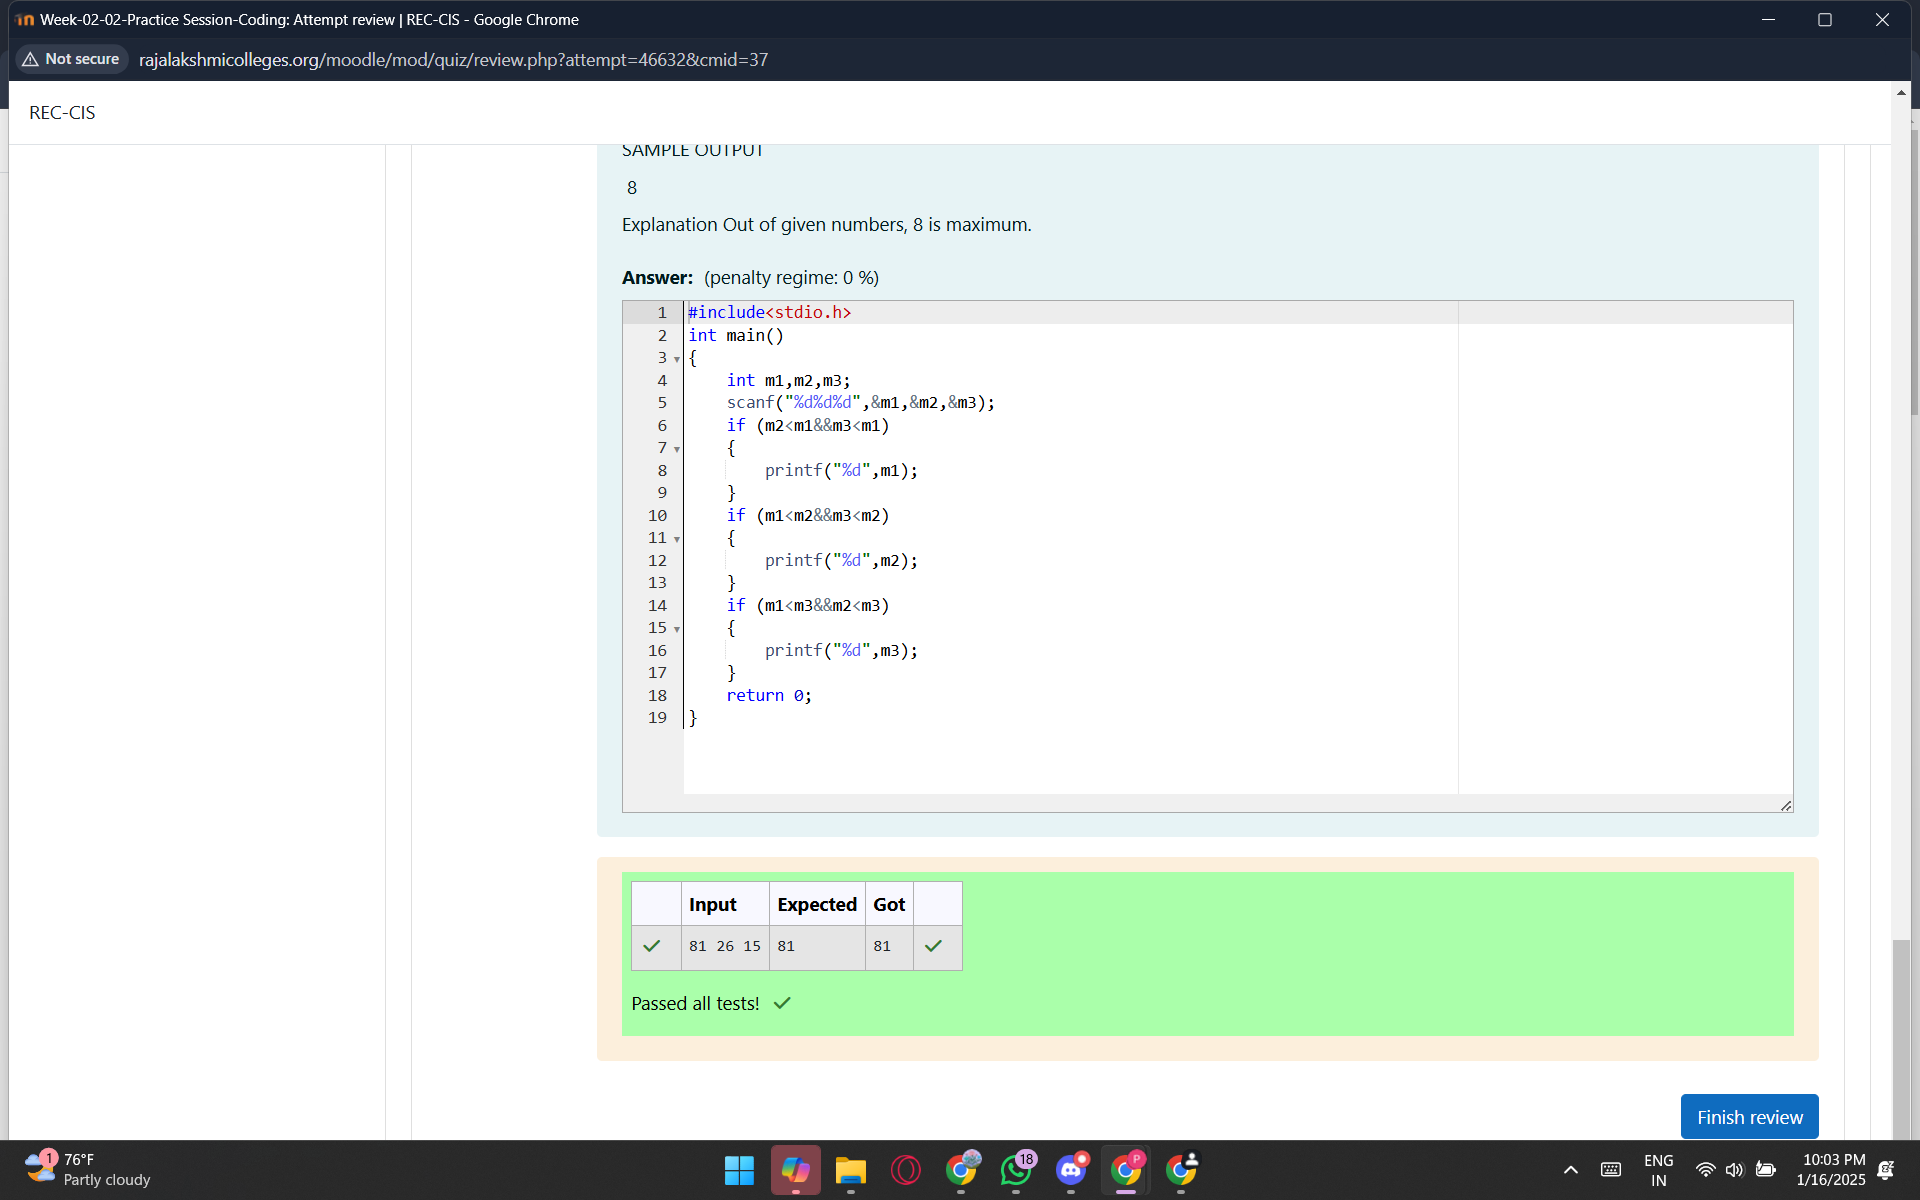 Week-02-02-Practice Session-Coding: Attempt review | REC-CIS - Google Chrome
Not secure rajalakshmicolleges.org/moodle/mod/quiz/review.php?attempt=46632&cmid=37
REC-CIS
SAMPLE OUTPUT
8
Explanation Out of given numbers, 8 is maximum.
Answer: (penalty regime: 0 %)
1 #include<stdio.h>
2 int main()
3 {
4     int m1,m2,m3;
5     scanf("%d%d%d",&m1,&m2,&m3);
6     if (m2<m1&&m3<m1)
7     {
8         printf("%d",m1);
9     }
10     if (m1<m2&&m3<m2)
11     {
12         printf("%d",m2);
13     }
14     if (m1<m3&&m2<m3)
15     {
16         printf("%d",m3);
17     }
18     return 0;
19 }
Input Expected Got
81 26 15 81 81
Passed all tests!
Finish review
1
76°F
Partly cloudy
18
P
ENG
IN
10:03 PM
1/16/2025